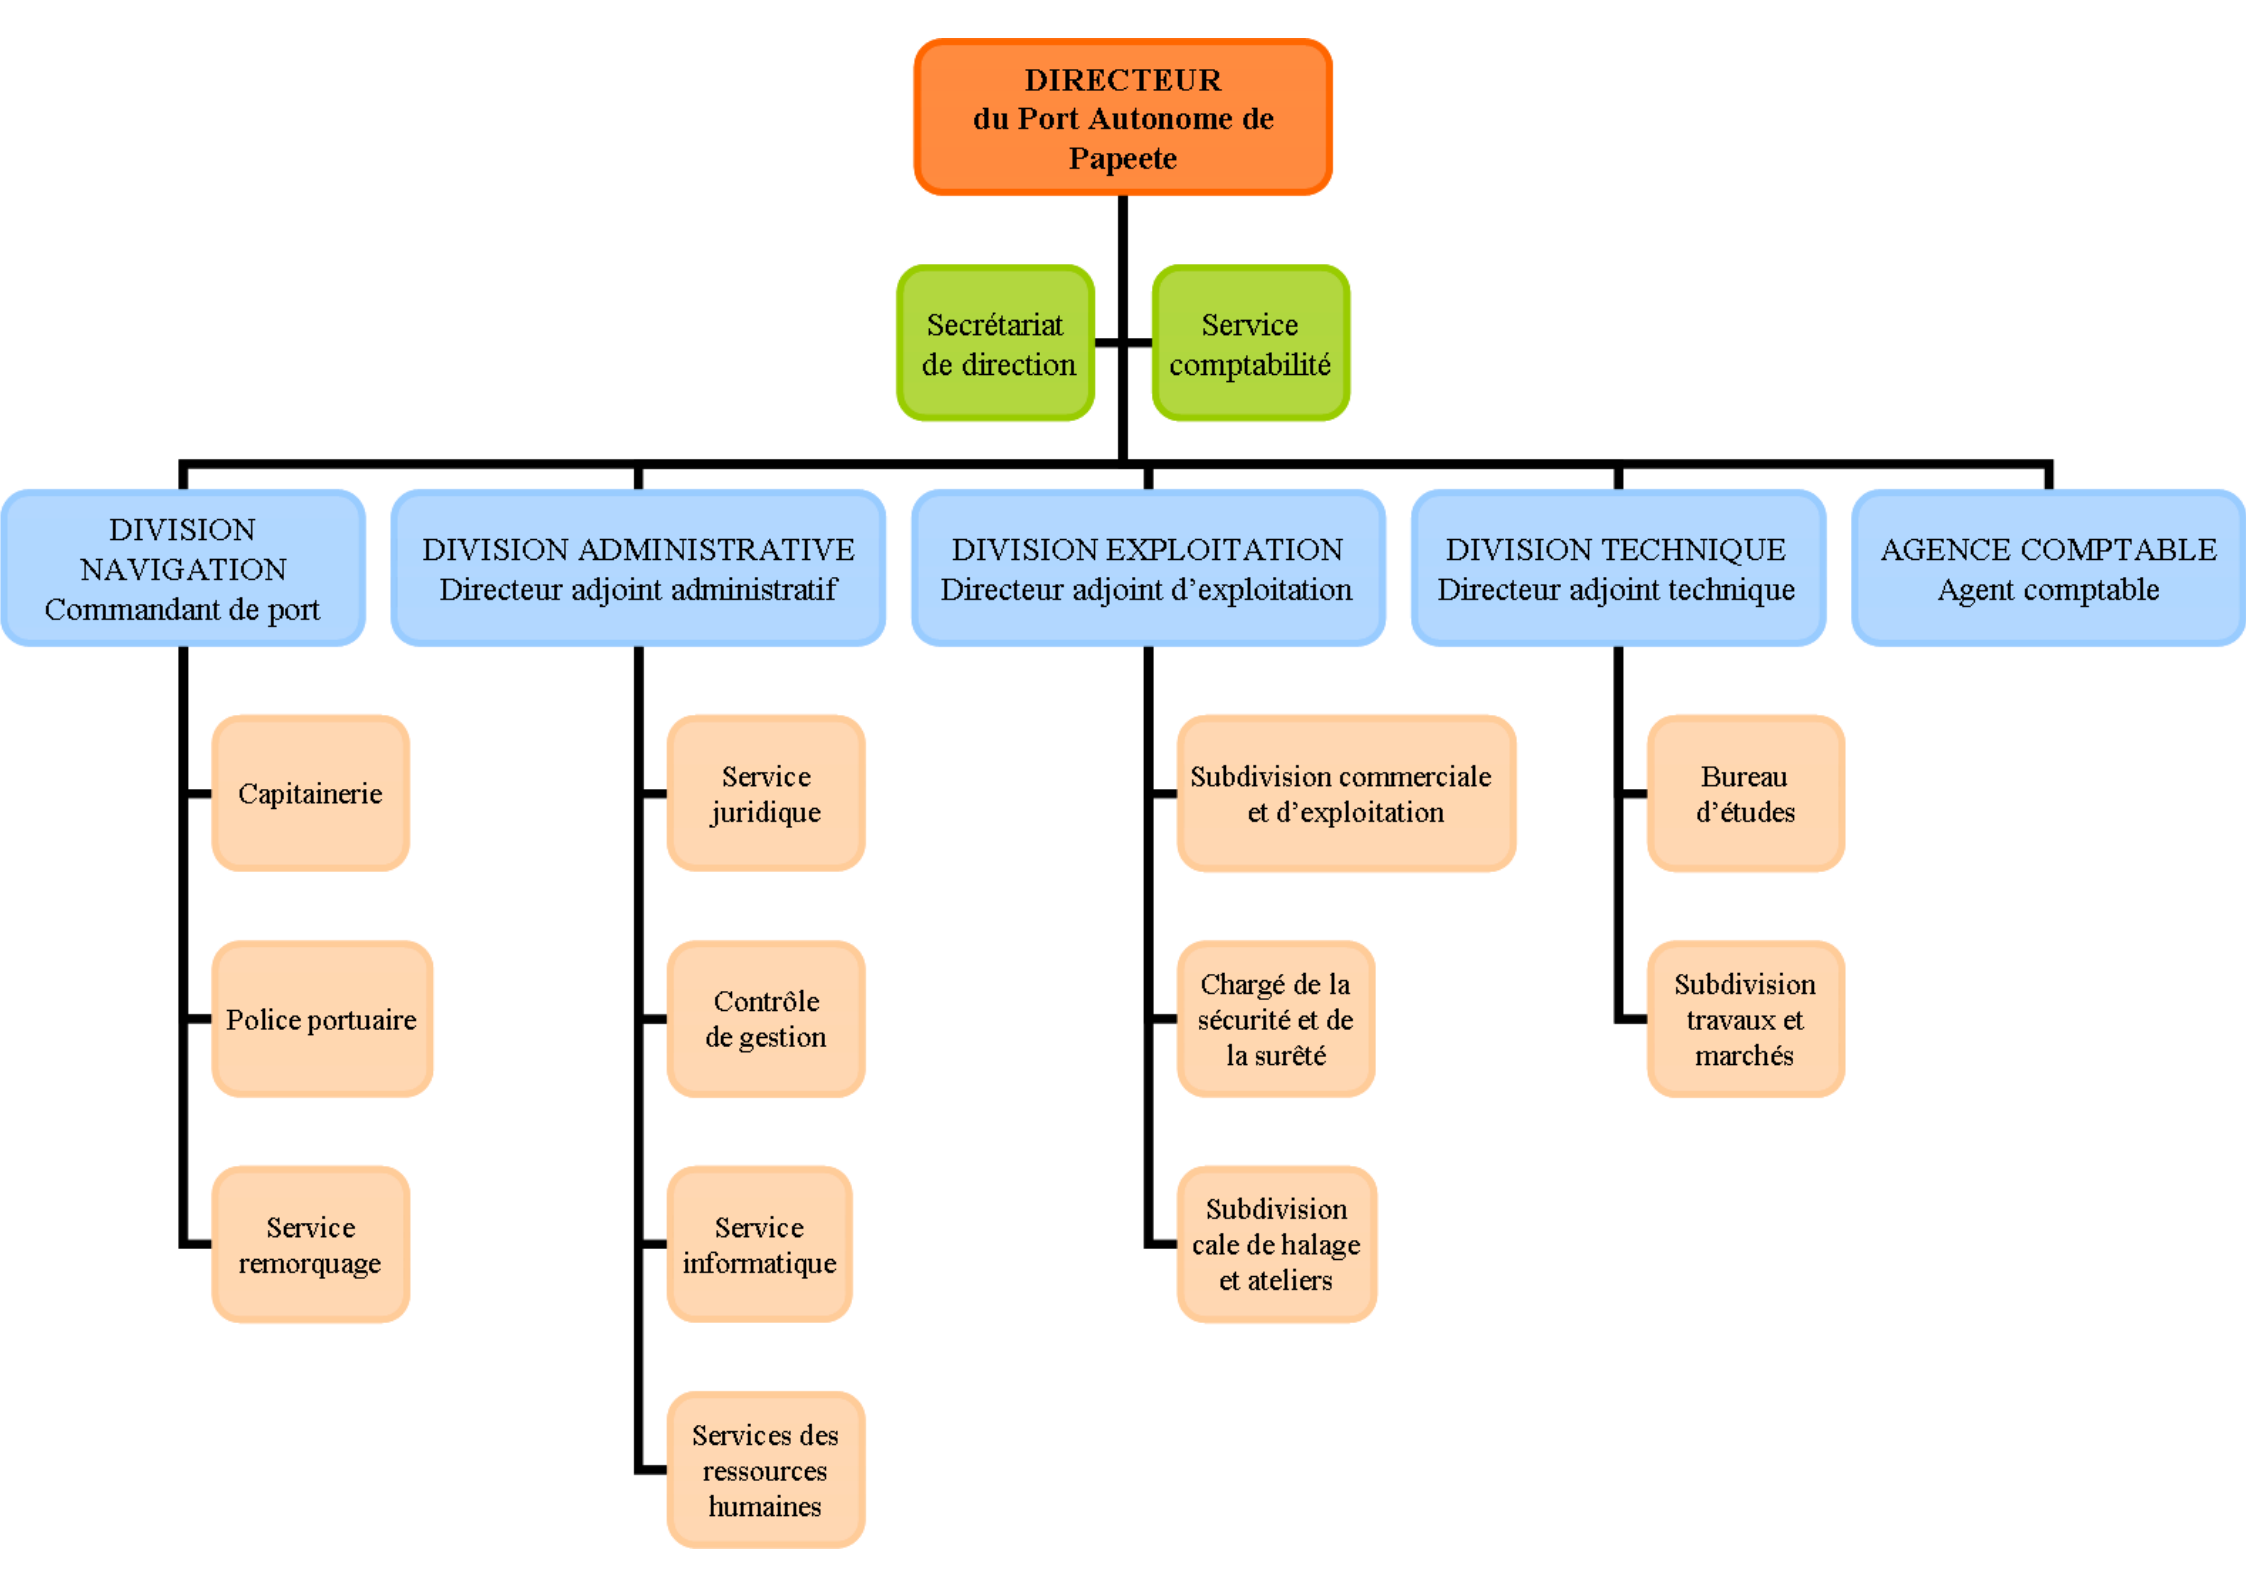 DIRECTEUR
du Port Autonome de
Papeete
Secrétariat
de direction
Service
comptabilité
DIVISION
NAVIGATION
Commandant de port
DIVISION ADMINISTRATIVE
Directeur adjoint administratif
DIVISION EXPLOITATION
Directeur adjoint d’exploitation
DIVISION TECHNIQUE
Directeur adjoint technique
AGENCE COMPTABLE
Agent comptable
Capitainerie
Police portuaire
Service
remorquage
Service
juridique
Contrôle
de gestion
Service
informatique
Services des
ressources
humaines
Subdivision commerciale
et d’exploitation
Chargé de la
sécurité et de
la surêté
Subdivision
cale de halage
et ateliers
Bureau
d’études
Subdivision
travaux et
marchés